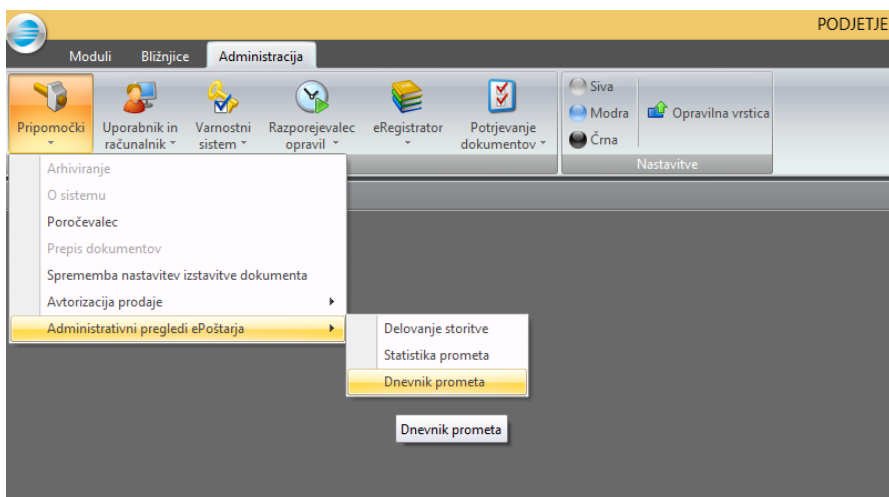 PODJETJE
Moduli Bližnjice Administracija
Pripomočki
Uporabnik in
računalnik
Varnostni
sistem
Razporejevalec
opravil
eRegistrator
Potrjevanje
dokumentov
Siva
Modra
Črna
Opravilna vrstica
Nastavitve
Arhiviranje
O sistemu
Poročevalec
Prepis dokumentov
Sprememba nastavitev izstavitve dokumenta
Avtorizacija prodaje
Administrativni pregledi ePoštarja
Delovanje storitve
Statistika prometa
Dnevnik prometa
Dnevnik prometa